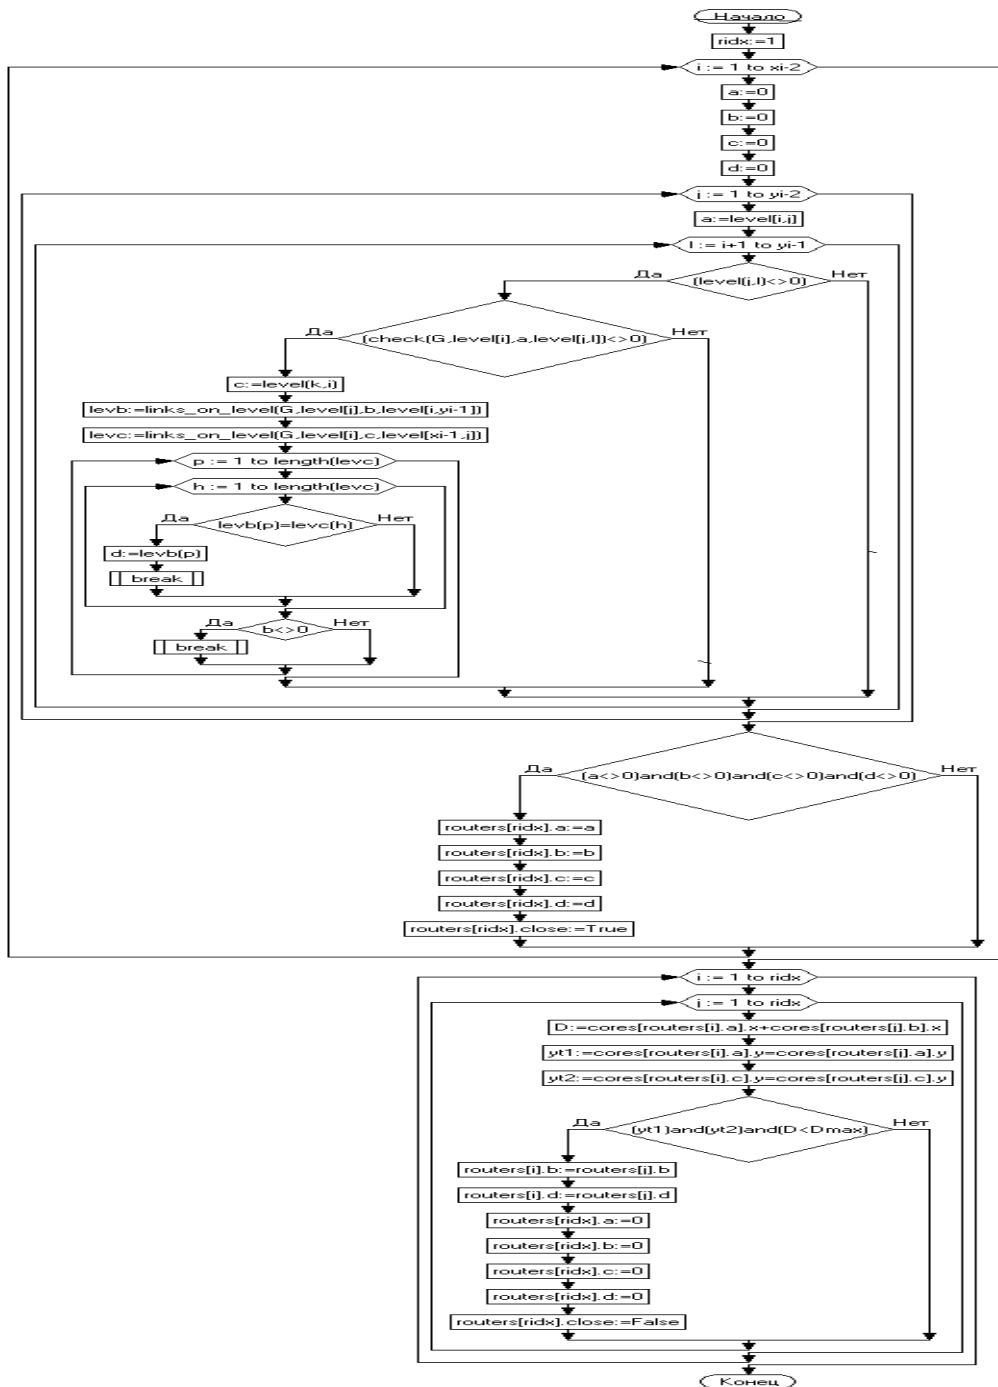 Начало
ridx:=1
i := 1 to xi-2
a:=0
b:=0
c:=0
d:=0
j := 1 to yi-2
a:=level[i,j]
l := i+1 to yi-1
Да
(level(j,l)<>0)
Нет
Да
(check(G,level[i],a,level[j,l])<>0)
Нет
c:=level(k,i)
levb:=links_on_level(G,level[j],b,level[i,yi-1])
levc:=links_on_level(G,level[i],c,level[xi-1,j])
p := 1 to length(levc)
h := 1 to length(levc)
Да
levb(p)=levc(h)
Нет
d:=levb(p)
break
Да
b<>0
Нет
break
Да
(a<>0)and(b<>0)and(c<>0)and(d<>0)
Нет
routers[ridx].a:=a
routers[ridx].b:=b
routers[ridx].c:=c
routers[ridx].d:=d
routers[ridx].close:=True
i := 1 to ridx
j := 1 to ridx
D:=cores[routers[i].a].x+cores[routers[j].b].x
yt1:=cores[routers[i].a].y=cores[routers[j].a].y
yt2:=cores[routers[i].c].y=cores[routers[j].c].y
Да
(yt1)and(yt2)and(D<Dmax)
Нет
routers[i].b:=routers[j].b
routers[i].d:=routers[j].d
routers[ridx].a:=0
routers[ridx].b:=0
routers[ridx].c:=0
routers[ridx].d:=0
routers[ridx].close:=False
Конец